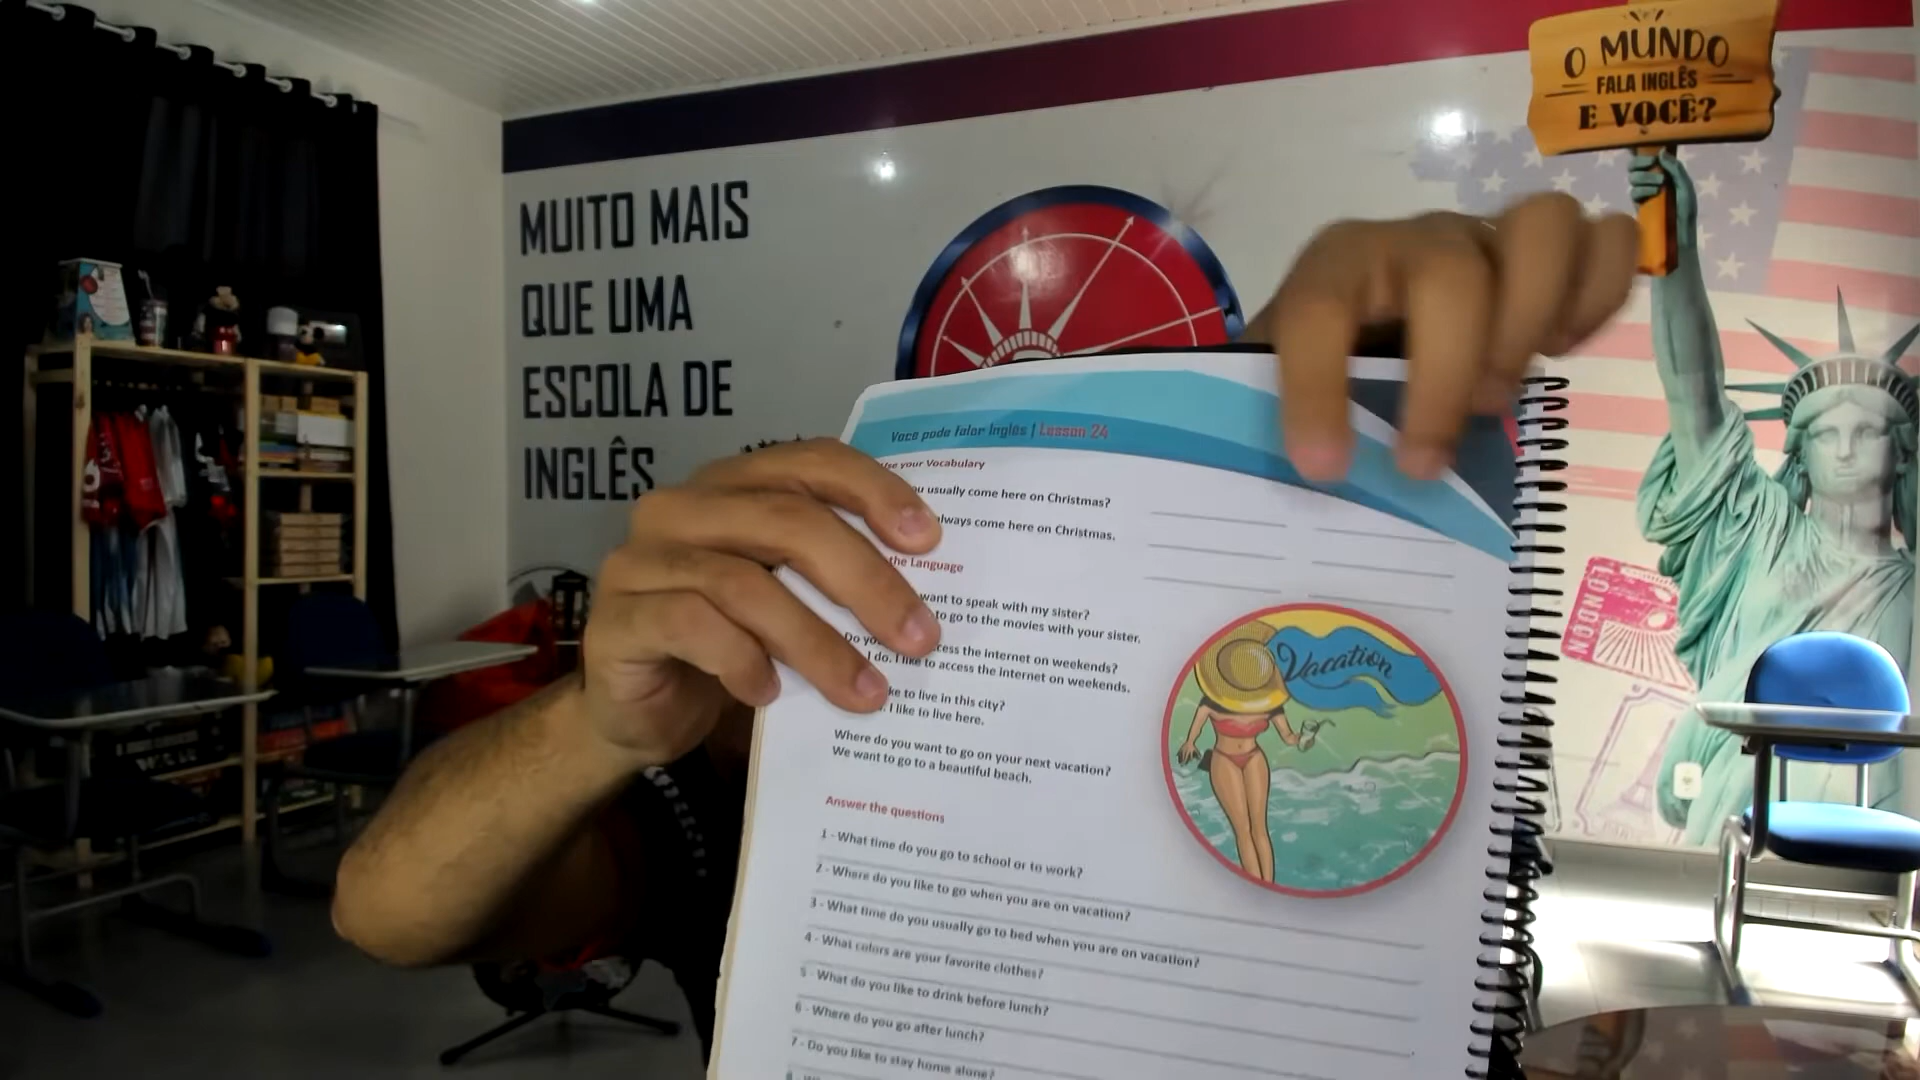 O MUNDO
FALA INGLÊS
E VOCÊ?
MUITO MAIS
QUE UMA
ESCOLA DE
INGLÊS
Você pode falar Inglês | Lesson 24
Use your Vocabulary
usually come here on Christmas?
always come here on Christmas.
the Language
want to speak with my sister?
to go to the movies with your sister.
Do the internet on weekends?
I do. I like to access the internet on weekends.
to live in this city?
I like to live here.
Where do you want to go on your next vacation?
We want to go to a beautiful beach.
Vacation
Answer the questions
1 - What time do you go to school or to work?
2 - Where do you like to go when you are on vacation?
3 - What time do you usually go to bed when you are on vacation?
4 - What colors are your favorite clothes?
5 - What do you like to drink before lunch?
6 - Where do you go after lunch?
7 - Do you like to stay home alone?
LONDON